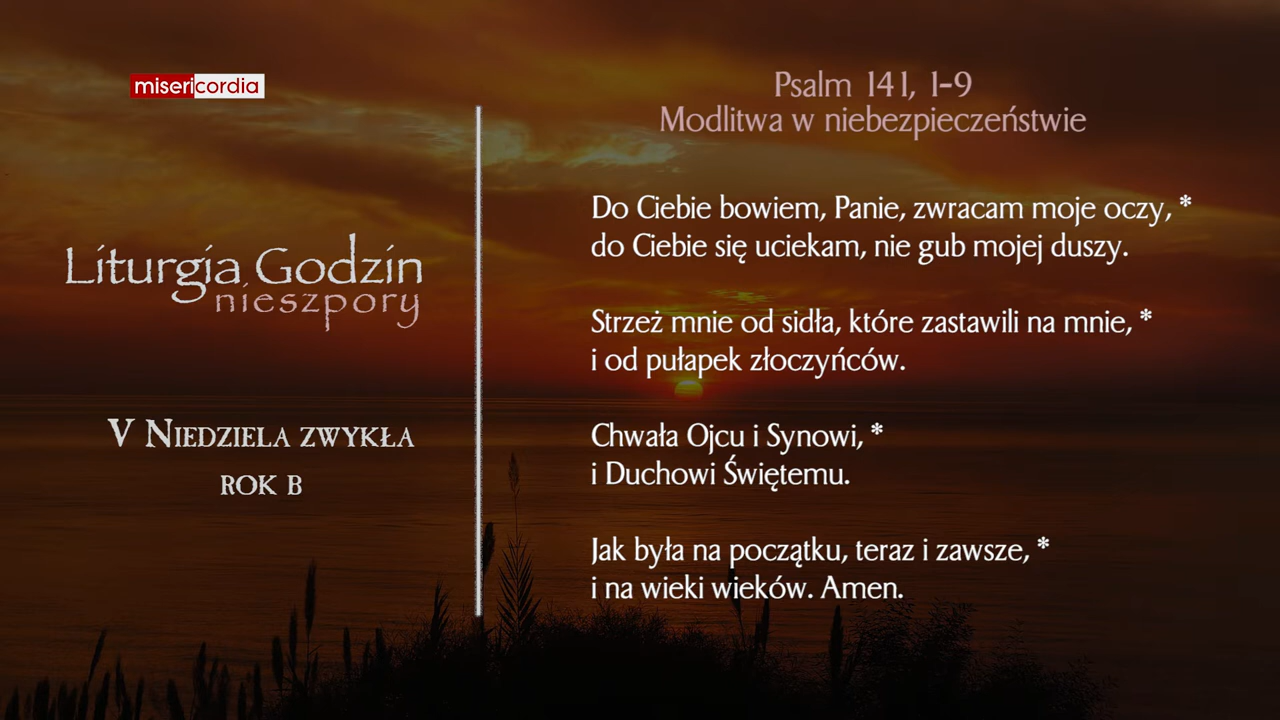 misericordia
Liturgia Godzin
nieszpory
V Niedziela zwykła
rok B
Psalm 141, 1-9
Modlitwa w niebezpieczeństwie
Do Ciebie bowiem, Panie, zwracam moje oczy, *
do Ciebie się uciekam, nie gub mojej duszy.
Strzeż mnie od sidła, które zastawili na mnie, *
i od pułapek złoczyńców.
Chwała Ojcu i Synowi, *
i Duchowi Świętemu.
Jak była na początku, teraz i zawsze, *
i na wieki wieków. Amen.